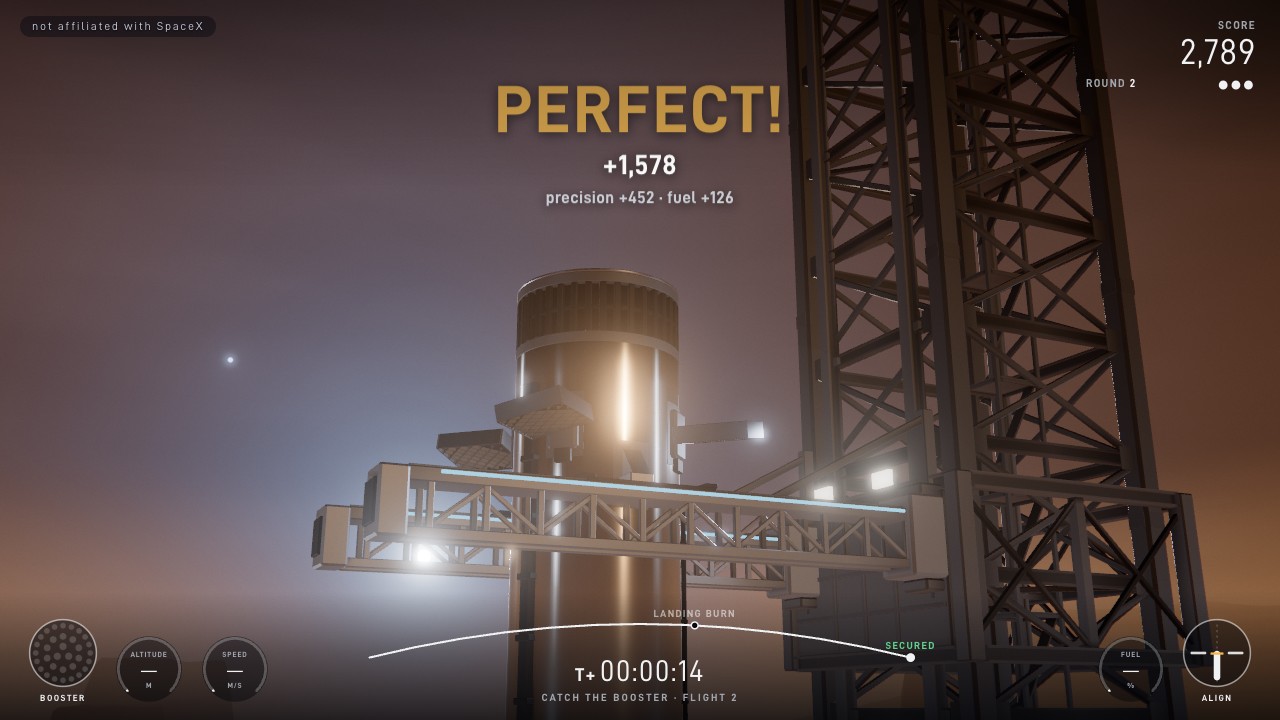 not affiliated with SpaceX
SCORE
2,789
ROUND 2
PERFECT!
+1,578
precision +452 · fuel +126
LANDING BURN
SECURED
ALTITUDE
M
SPEED
M/S
BOOSTER
T+ 00:00:14
CATCH THE BOOSTER · FLIGHT 2
FUEL
%
ALIGN